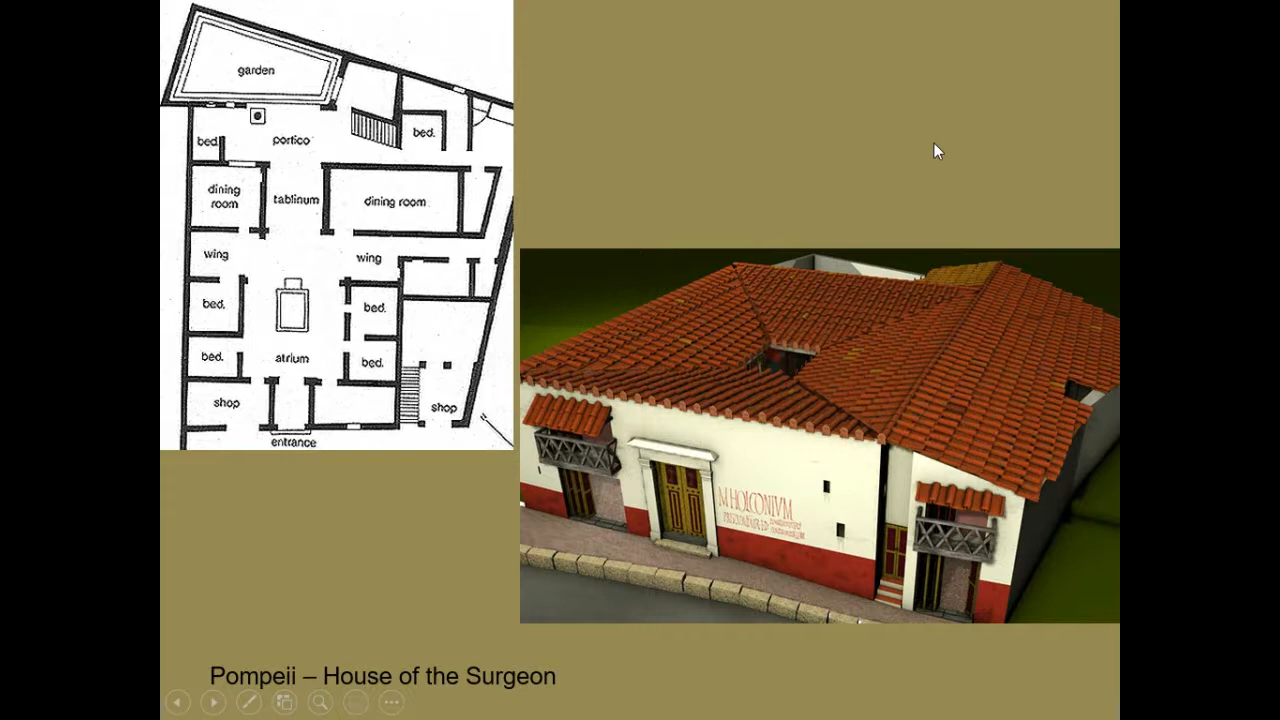 garden
bed.
portico
bed.
dining
room
tablinum
dining room
wing
wing
bed.
bed.
bed.
atrium
bed.
shop
shop
entrance
M HOLCONIVM
Pompeii – House of the Surgeon